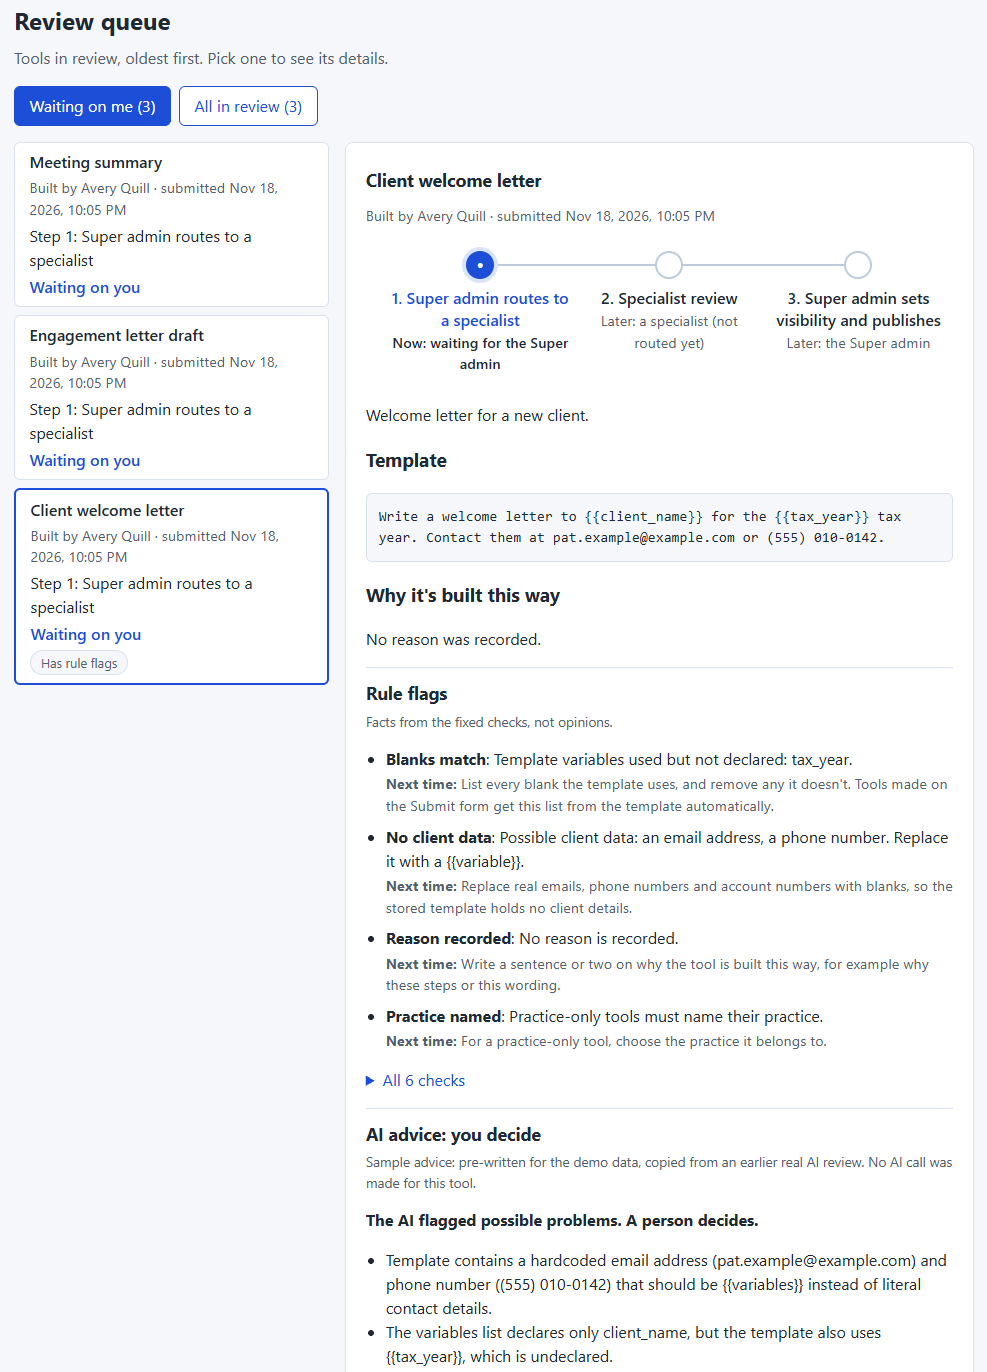 Review queue
Tools in review, oldest first. Pick one to see its details.
Waiting on me (3)
All in review (3)
Meeting summary
Built by Avery Quill · submitted Nov 18,
2026, 10:05 PM
Step 1: Super admin routes to a
specialist
Waiting on you
Engagement letter draft
Built by Avery Quill · submitted Nov 18,
2026, 10:05 PM
Step 1: Super admin routes to a
specialist
Waiting on you
Client welcome letter
Built by Avery Quill · submitted Nov 18,
2026, 10:05 PM
Step 1: Super admin routes to a
specialist
Waiting on you
Has rule flags
Client welcome letter
Built by Avery Quill · submitted Nov 18, 2026, 10:05 PM
1. Super admin routes to
a specialist
Now: waiting for the Super
admin
2. Specialist review
Later: a specialist (not
routed yet)
3. Super admin sets
visibility and publishes
Later: the Super admin
Welcome letter for a new client.
Template
Write a welcome letter to {{client_name}} for the {{tax_year}} tax
year. Contact them at pat.example@example.com or (555) 010-0142.
Why it's built this way
No reason was recorded.
Rule flags
Facts from the fixed checks, not opinions.
• Blanks match: Template variables used but not declared: tax_year.
Next time: List every blank the template uses, and remove any it doesn't. Tools made on
the Submit form get this list from the template automatically.
• No client data: Possible client data: an email address, a phone number. Replace
it with a {{variable}}.
Next time: Replace real emails, phone numbers and account numbers with blanks, so the
stored template holds no client details.
• Reason recorded: No reason is recorded.
Next time: Write a sentence or two on why the tool is built this way, for example why
these steps or this wording.
• Practice named: Practice-only tools must name their practice.
Next time: For a practice-only tool, choose the practice it belongs to.
▶ All 6 checks
AI advice: you decide
Sample advice: pre-written for the demo data, copied from an earlier real AI review. No AI call was
made for this tool.
The AI flagged possible problems. A person decides.
• Template contains a hardcoded email address (pat.example@example.com) and
phone number ((555) 010-0142) that should be {{variables}} instead of literal
contact details.
• The variables list declares only client_name, but the template also uses
{{tax_year}}, which is undeclared.